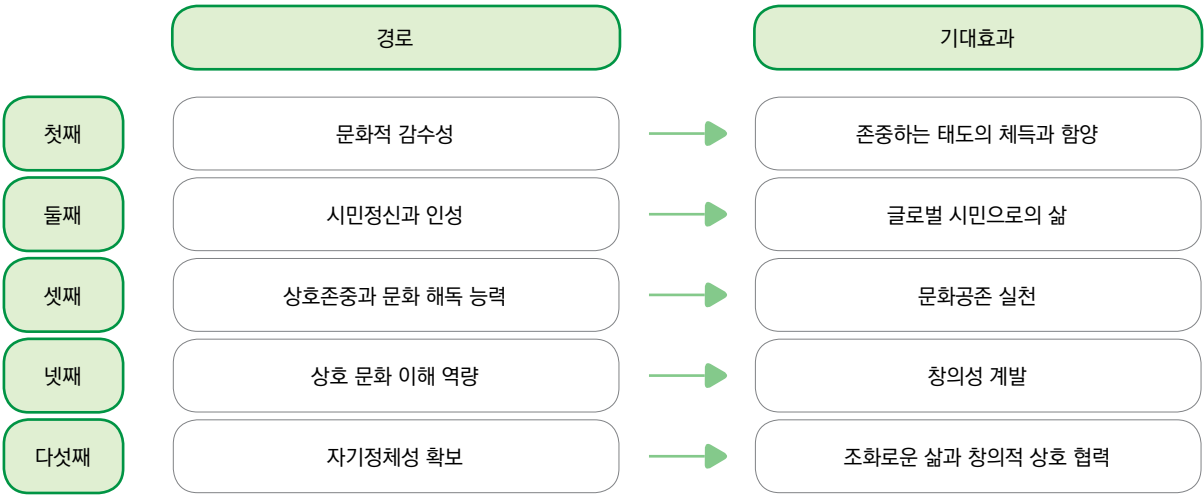 경로 기대효과
첫째 문화적 감수성 존중하는 태도의 체득과 함양
둘째 시민정신과 인성 글로벌 시민으로의 삶
셋째 상호존중과 문화 해독 능력 문화공존 실천
넷째 상호 문화 이해 역량 창의성 계발
다섯째 자기정체성 확보 조화로운 삶과 창의적 상호 협력